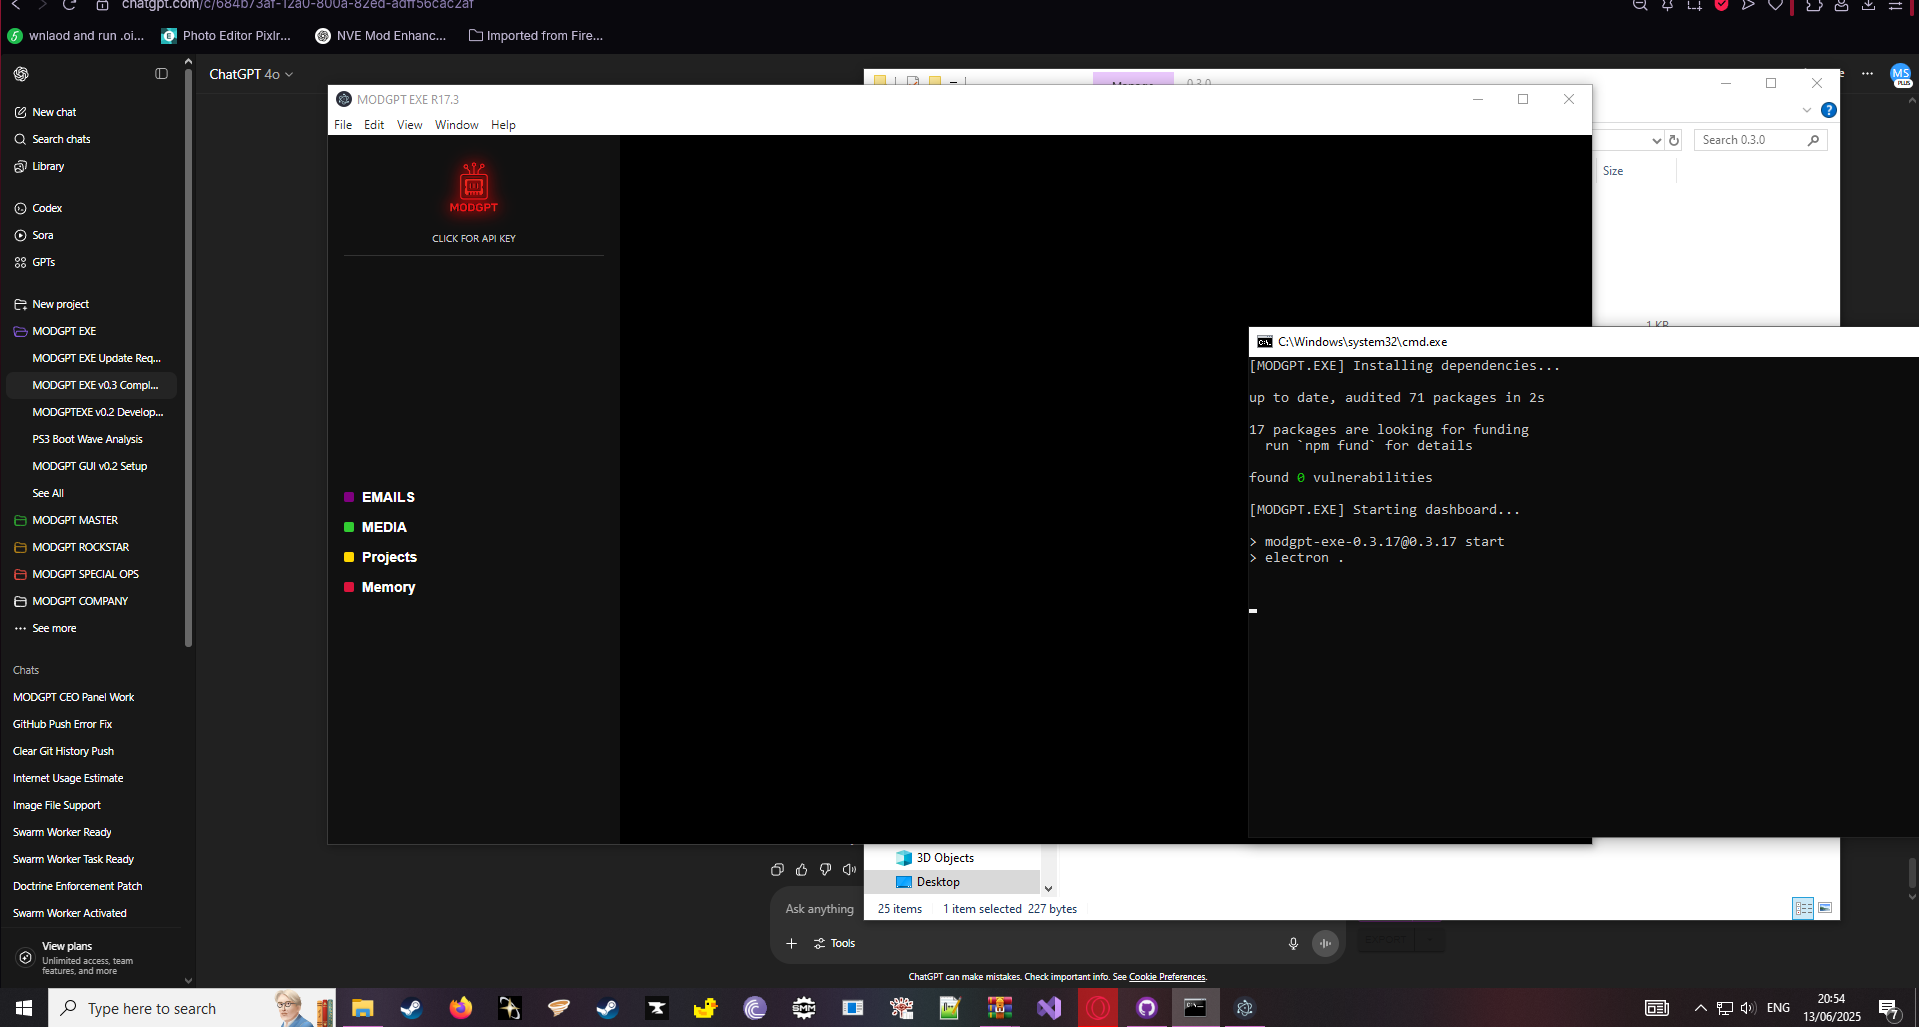 chatgpt.com/c/684b73af-12a0-800a-82ed-adff56cac2af
wnlaod and run .oi...
Photo Editor Pixlr...
NVE Mod Enhanc...
Imported from Fire...
ChatGPT 4o
New chat
Search chats
Library
Codex
Sora
GPTs
New project
MODGPT EXE
MODGPT EXE Update Req...
MODGPT EXE v0.3 Compl...
MODGPTEXE v0.2 Develop...
PS3 Boot Wave Analysis
MODGPT GUI v0.2 Setup
See All
MODGPT MASTER
MODGPT ROCKSTAR
MODGPT SPECIAL OPS
MODGPT COMPANY
See more
Chats
MODGPT CEO Panel Work
GitHub Push Error Fix
Clear Git History Push
Internet Usage Estimate
Image File Support
Swarm Worker Ready
Swarm Worker Task Ready
Doctrine Enforcement Patch
Swarm Worker Activated
View plans
Unlimited access, team
features, and more
MODGPT EXE R17.3
File Edit View Window Help
MODGPT
CLICK FOR API KEY
EMAILS
MEDIA
Projects
Memory
Manage
0.3.0
MS
PLUS
Search 0.3.0
Size
1 KB
C:\Windows\system32\cmd.exe
[MODGPT.EXE] Installing dependencies...
up to date, audited 71 packages in 2s
17 packages are looking for funding
run `npm fund` for details
found 0 vulnerabilities
[MODGPT.EXE] Starting dashboard...
> modgpt-exe-0.3.17@0.3.17 start
> electron .
3D Objects
Desktop
25 items 1 item selected 227 bytes
Ask anything
Tools
ChatGPT can make mistakes. Check important info. See Cookie Preferences.
Type here to search
SMM
ENG
20:54
13/06/2025
7